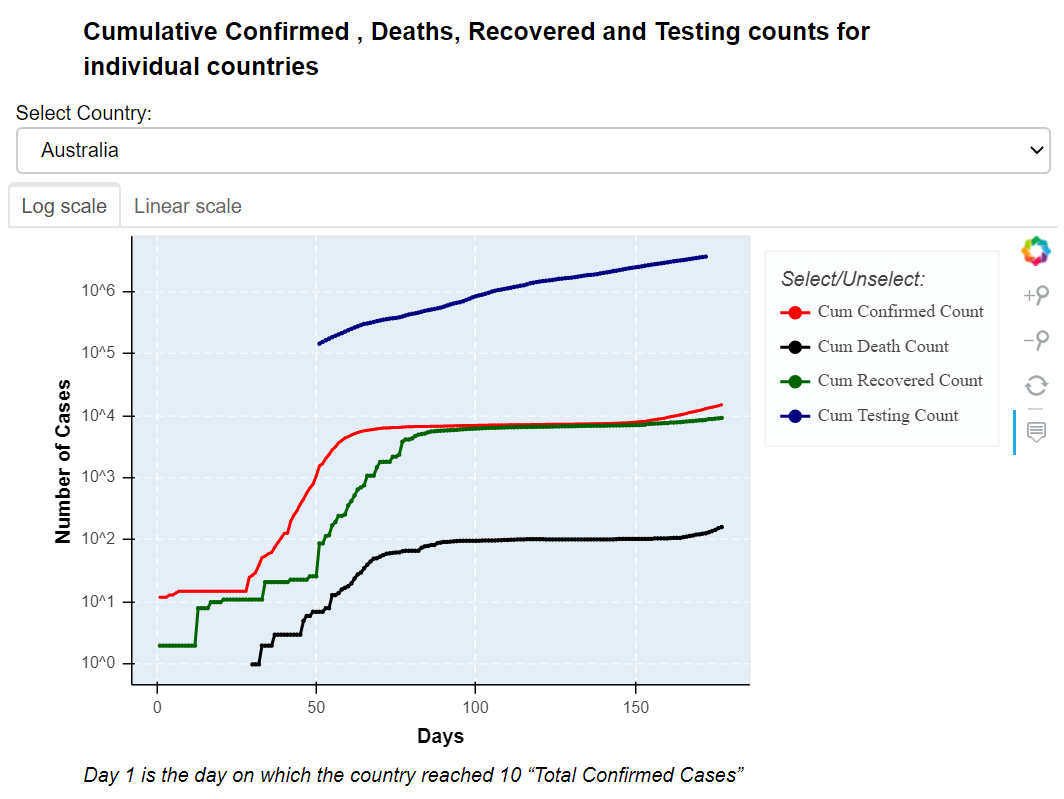 Cumulative Confirmed , Deaths, Recovered and Testing counts for
individual countries
Select Country:
Australia
Log scale
Linear scale
Number of Cases
10^6
10^5
10^4
10^3
10^2
10^1
10^0
0
50
100
150
Days
Select/Unselect:
Cum Confirmed Count
Cum Death Count
Cum Recovered Count
Cum Testing Count
Day 1 is the day on which the country reached 10 “Total Confirmed Cases”